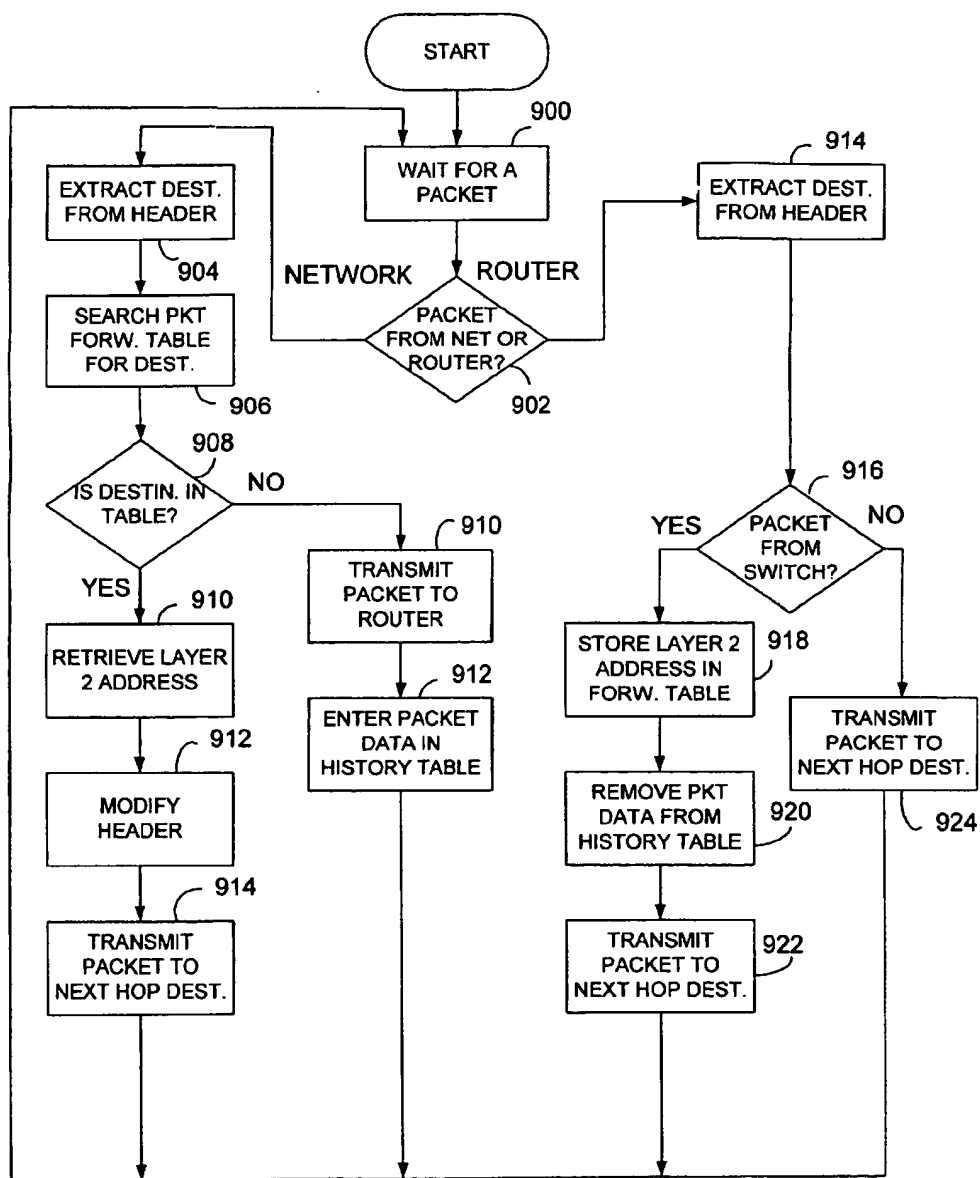 START
900
WAIT FOR A
PACKET
NETWORK
ROUTER
PACKET
FROM NET OR
ROUTER?
902
EXTRACT DEST.
FROM HEADER
904
SEARCH PKT
FORW. TABLE
FOR DEST.
906
908
IS DESTIN. IN
TABLE?
NO
YES
910
RETRIEVE LAYER
2 ADDRESS
912
MODIFY
HEADER
914
TRANSMIT
PACKET TO
NEXT HOP DEST.
910
TRANSMIT
PACKET TO
ROUTER
912
ENTER PACKET
DATA IN
HISTORY TABLE
914
EXTRACT DEST.
FROM HEADER
916
YES
PACKET
FROM
SWITCH?
NO
STORE LAYER 2
ADDRESS IN
FORW. TABLE
918
REMOVE PKT
DATA FROM
HISTORY TABLE
920
TRANSMIT
PACKET TO
NEXT HOP DEST.
922
TRANSMIT
PACKET TO
NEXT HOP DEST.
924